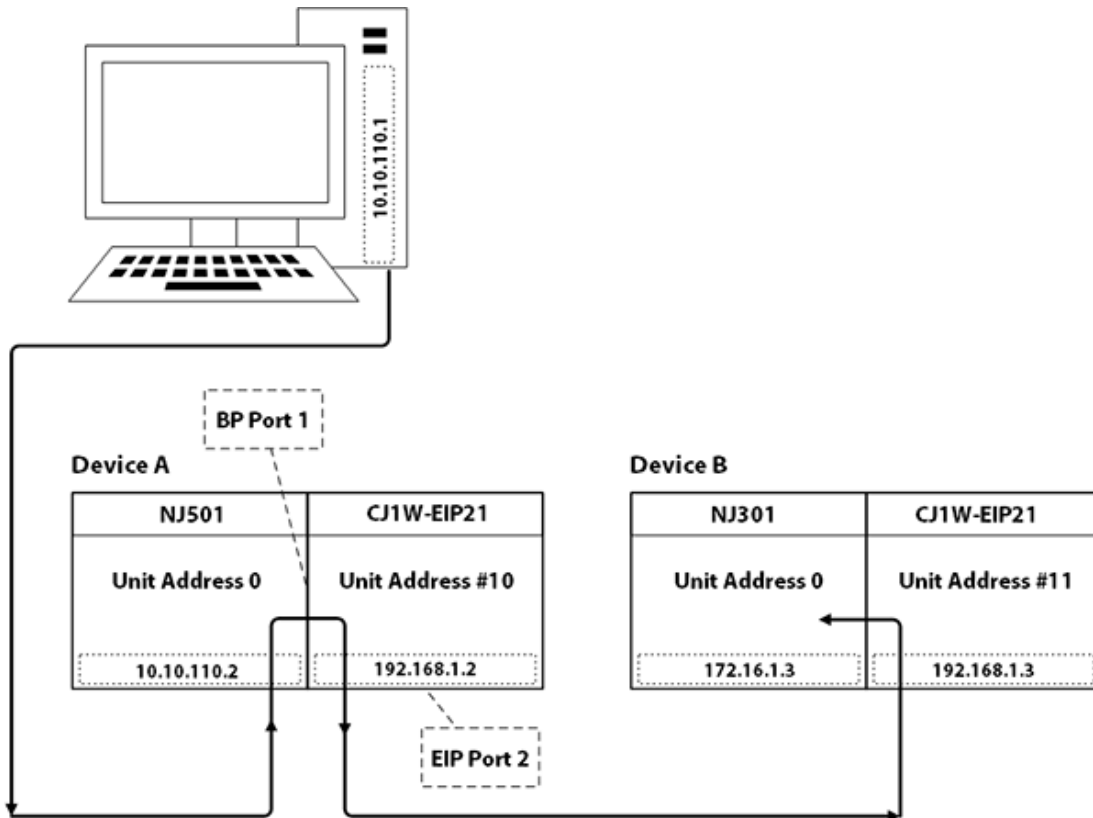 10.10.110.1
BP Port 1
Device A
NJ501
CJ1W-EIP21
Unit Address 0
Unit Address #10
10.10.110.2
192.168.1.2
EIP Port 2
Device B
NJ301
CJ1W-EIP21
Unit Address 0
Unit Address #11
172.16.1.3
192.168.1.3